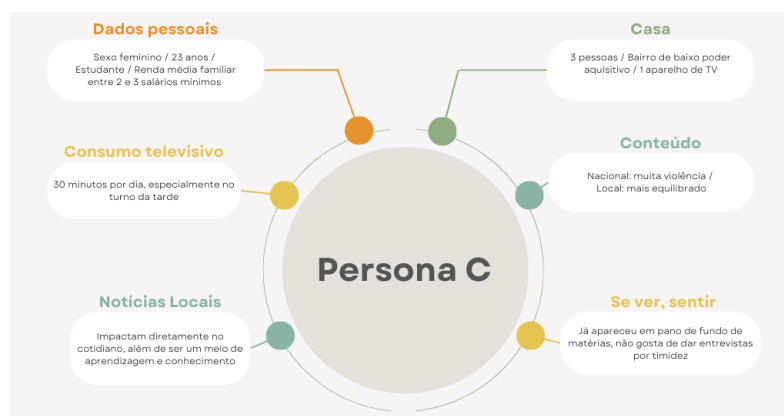 Dados pessoais
Sexo feminino / 23 anos /
Estudante / Renda média familiar
entre 2 e 3 salários mínimos
Casa
3 pessoas / Bairro de baixo poder
aquisitivo / 1 aparelho de TV
Consumo televisivo
30 minutos por dia, especialmente no
turno da tarde
Conteúdo
Nacional: muita violência /
Local: mais equilibrado
Persona C
Notícias Locais
Impactam diretamente no
cotidiano, além de ser um meio de
aprendizagem e conhecimento
Se ver, sentir
Já apareceu em pano de fundo de
matérias, não gosta de dar entrevistas
por timidez